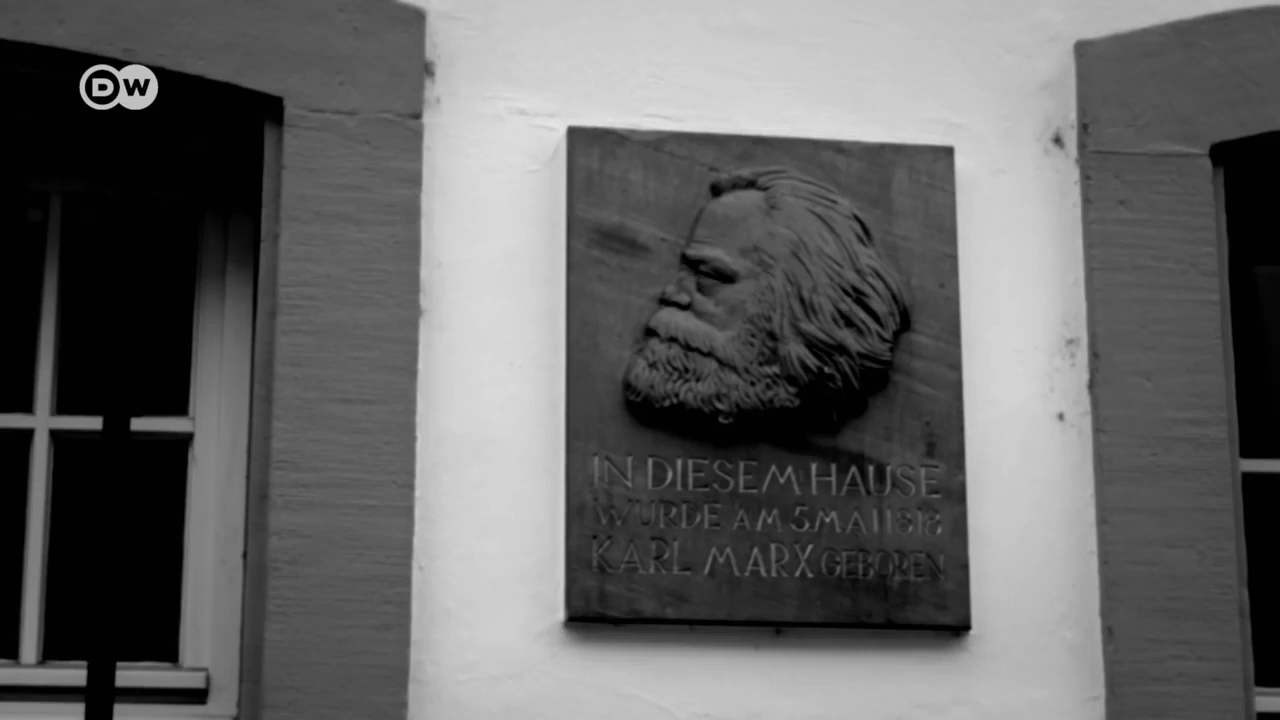 DW
IN DIESEM HAUSE
WURDE AM 5 MAI 1818
KARL MARX GEBOREN